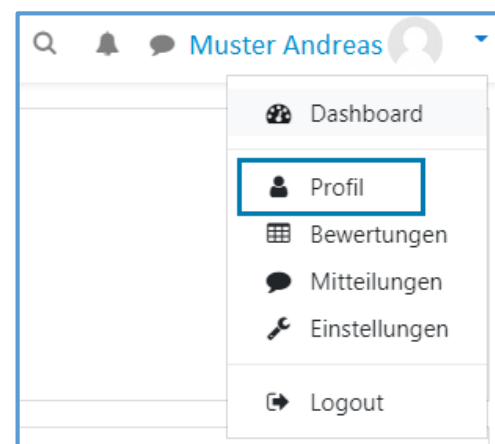 Muster Andreas
Dashboard
Profil
Bewertungen
Mitteilungen
Einstellungen
Logout